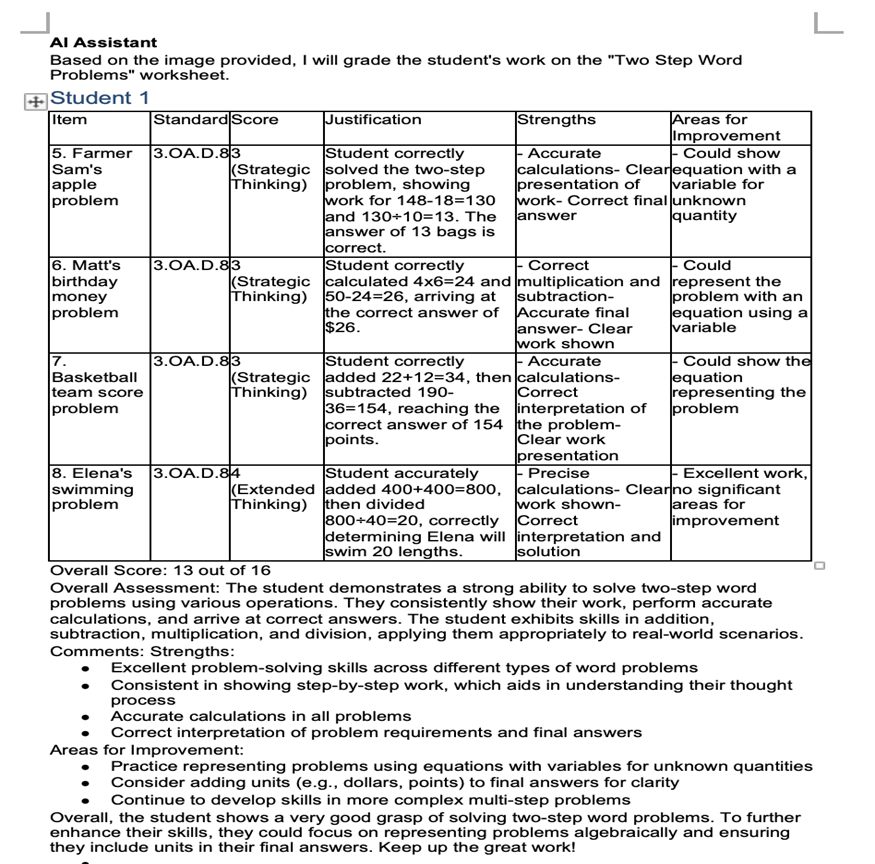 AI Assistant
Based on the image provided, I will grade the student's work on the "Two Step Word
Problems" worksheet.
Student 1
Item Standard Score Justification Strengths Areas for
Improvement
5. Farmer
Sam's
apple
problem
3.OA.D.8
3
(Strategic
Thinking)
Student correctly
solved the two-step
problem, showing
work for 148-18=130
and 130÷10=13. The
answer of 13 bags is
correct.
- Accurate
calculations- Clear
presentation of
work- Correct final
answer
- Could show
equation with a
variable for
unknown
quantity
6. Matt's
birthday
money
problem
3.OA.D.8
3
(Strategic
Thinking)
Student correctly
calculated 4x6=24 and
50-24=26, arriving at
the correct answer of
$26.
- Correct
multiplication and
subtraction-
Accurate final
answer- Clear
work shown
- Could
represent the
problem with an
equation using a
variable
7.
Basketball
team score
problem
3.OA.D.8
3
(Strategic
Thinking)
Student correctly
added 22+12=34, then
subtracted 190-
36=154, reaching the
correct answer of 154
points.
- Accurate
calculations-
Correct
interpretation of
the problem-
Clear work
presentation
- Could show the
equation
representing the
problem
8. Elena's
swimming
problem
3.OA.D.8
4
(Extended
Thinking)
Student accurately
added 400+400=800,
then divided
800÷40=20, correctly
determining Elena will
swim 20 lengths.
- Precise
calculations- Clear
work shown-
Correct
interpretation and
solution
- Excellent work,
no significant
areas for
improvement
Overall Score: 13 out of 16
Overall Assessment: The student demonstrates a strong ability to solve two-step word
problems using various operations. They consistently show their work, perform accurate
calculations, and arrive at correct answers. The student exhibits skills in addition,
subtraction, multiplication, and division, applying them appropriately to real-world scenarios.
Comments: Strengths:
• Excellent problem-solving skills across different types of word problems
• Consistent in showing step-by-step work, which aids in understanding their thought
process
• Accurate calculations in all problems
• Correct interpretation of problem requirements and final answers
Areas for Improvement:
• Practice representing problems using equations with variables for unknown quantities
• Consider adding units (e.g., dollars, points) to final answers for clarity
• Continue to develop skills in more complex multi-step problems
Overall, the student shows a very good grasp of solving two-step word problems. To further
enhance their skills, they could focus on representing problems algebraically and ensuring
they include units in their final answers. Keep up the great work!